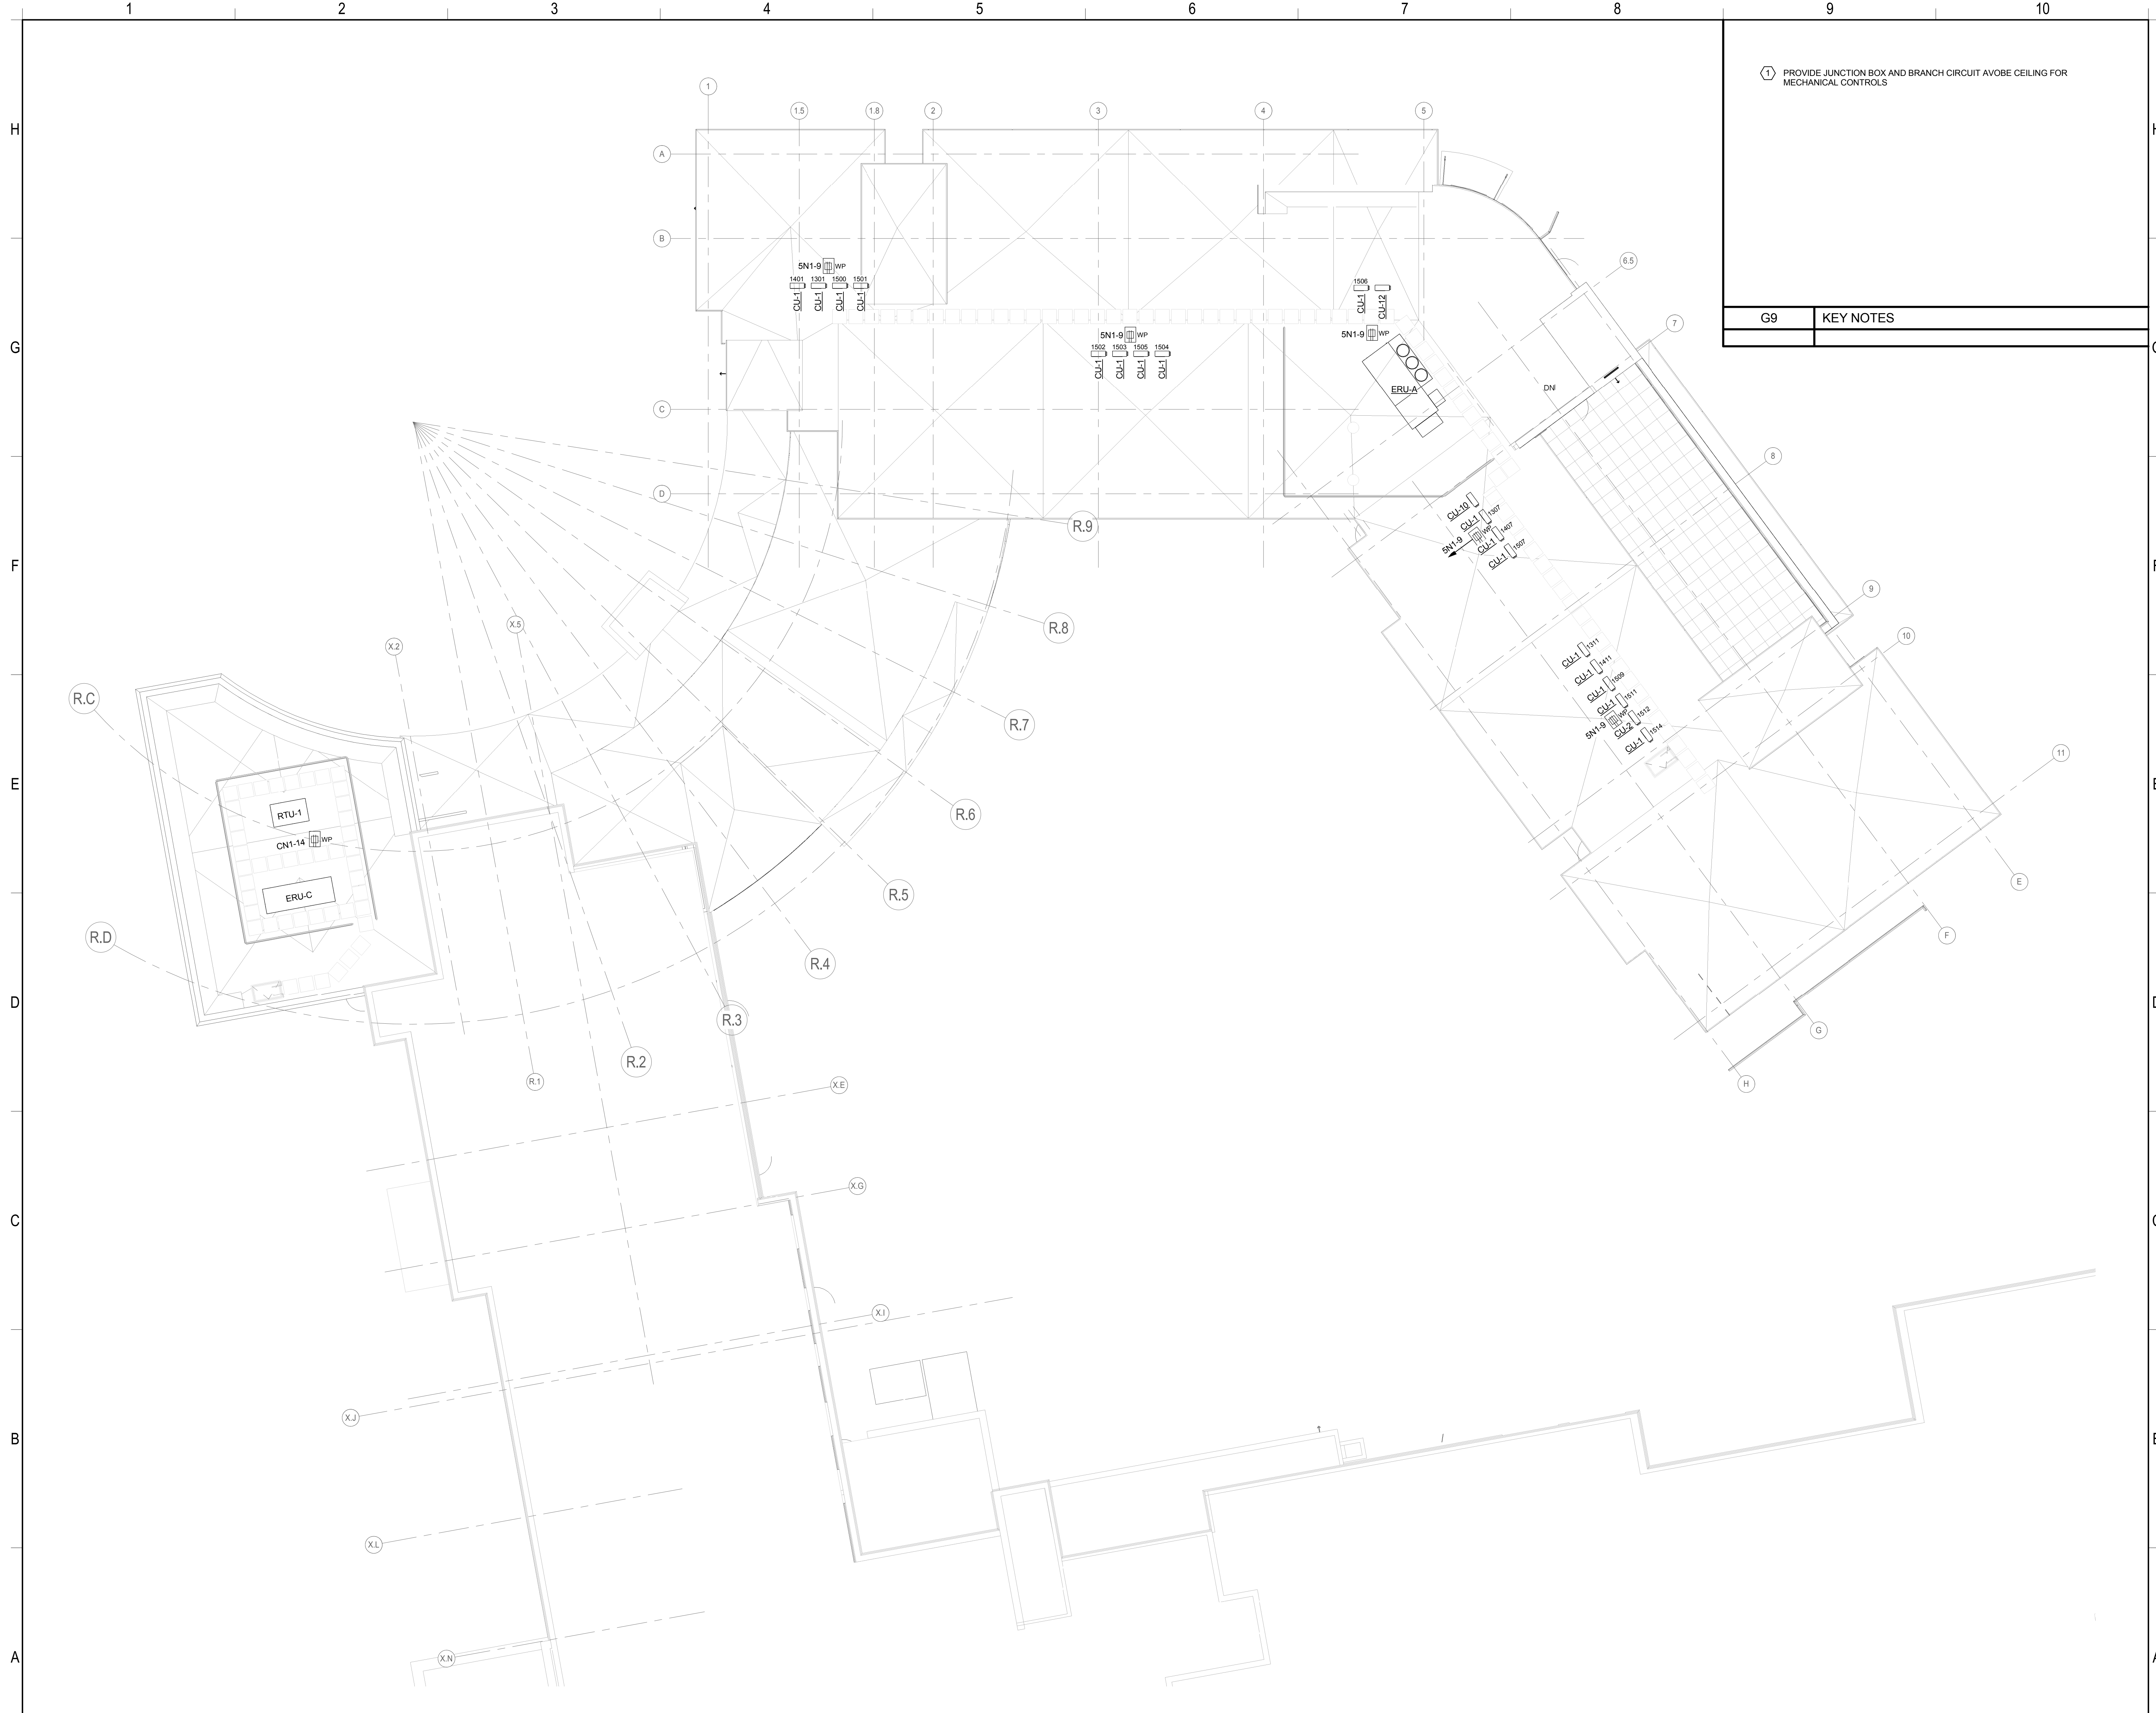 1 2 3 4 5 6 7 8 9 10
H
G
F
E
D
C
B
A
1 PROVIDE JUNCTION BOX AND BRANCH CIRCUIT AVOBE CEILING FOR
MECHANICAL CONTROLS
G9 KEY NOTES
1
1.5 1.8 2 3 4 5
A
B
C
D
6.5
7
8
9
10
11
E
F
G
H
5N1-9 WP
1401 1301 1500 1501
CU-1 CU-1 CU-1 CU-1
5N1-9 WP
1502 1503 1505 1504
CU-1 CU-1 CU-1 CU-1
1506
CU-1 CU-12
5N1-9 WP
ERU-A
DN
CU-10
CU-1 1307
5N1-9 WP
CU-1 1407
CU-1 1507
CU-1 1311
CU-1 1411
CU-1 1509
CU-1 1511
5N1-9 WP
CU-2 1512
CU-1 1514
R.9
R.8
R.7
R.6
R.5
R.4
R.3
R.2
R.1
X.5
X.2
R.C
R.D
RTU-1
CN1-14 WP
ERU-C
X.E
X.G
X.I
X.J
X.L
X.N